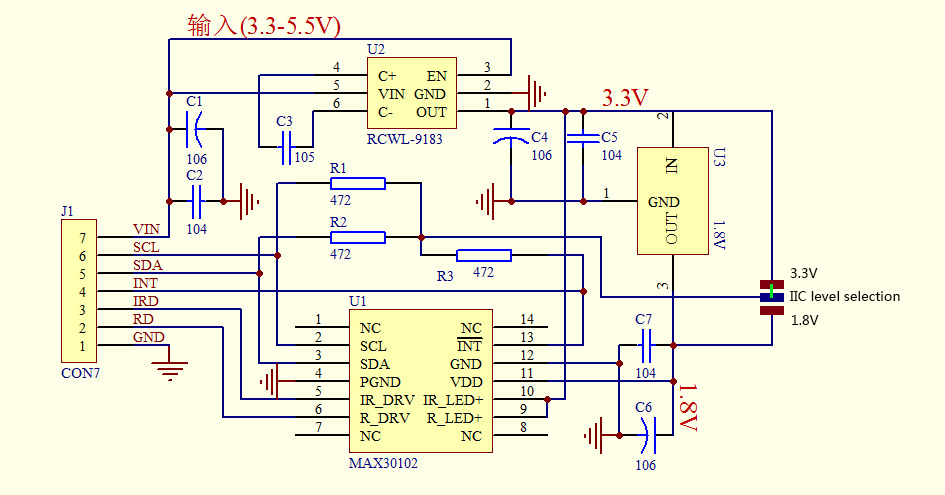 输入(3.3-5.5V)
U2
4 C+ EN 3
5 VIN GND 2
6 C- OUT 1
RCWL-9183
3.3V
C1
106
C2
104
C3
105
C4
106
C5
104
2
U3
IN
1 GND
OUT
1.8V
3
R1
472
R2
472
R3
472
J1
7 VIN
6 SCL
5 SDA
4 INT
3 IRD
2 RD
1 GND
CON7
U1
1 NC NC 14
2 SCL INT 13
3 SDA GND 12
4 PGND VDD 11
5 IR_DRV IR_LED+ 10
6 R_DRV R_LED+ 9
7 NC NC 8
MAX30102
3.3V
IIC level selection
1.8V
C7
104
1.8V
C6
106